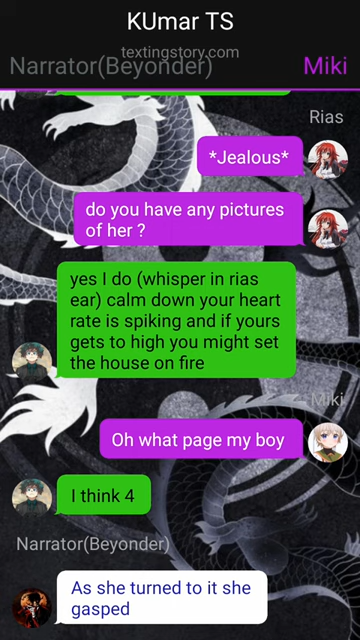 KUmar TS
textingstory.com
Narrator(Beyonder)
Miki
Rias
*Jealous*
do you have any pictures
of her ?
yes I do (whisper in rias
ear) calm down your heart
rate is spiking and if yours
gets to high you might set
the house on fire
Miki
Oh what page my boy
I think 4
Narrator(Beyonder)
As she turned to it she
gasped